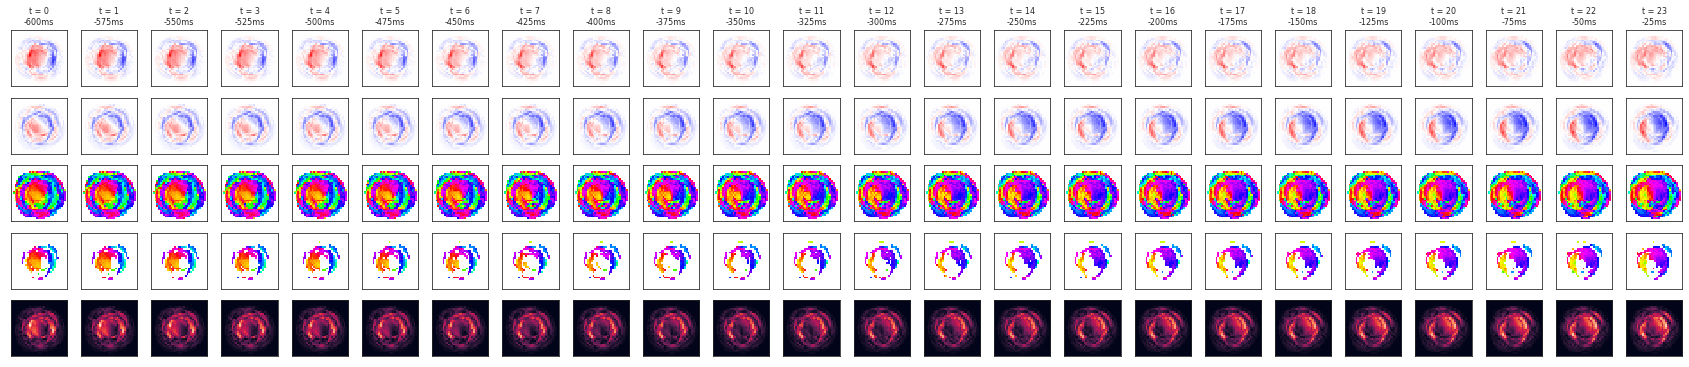 t = 0 t = 1 t = 2 t = 3 t = 4 t = 5 t = 6 t = 7 t = 8 t = 9 t = 10 t = 11 t = 12 t = 13 t = 14 t = 15 t = 16 t = 17 t = 18 t = 19 t = 20 t = 21 t = 22 t = 23
-600ms -575ms -550ms -525ms -500ms -475ms -450ms -425ms -400ms -375ms -350ms -325ms -300ms -275ms -250ms -225ms -200ms -175ms -150ms -125ms -100ms -75ms -50ms -25ms